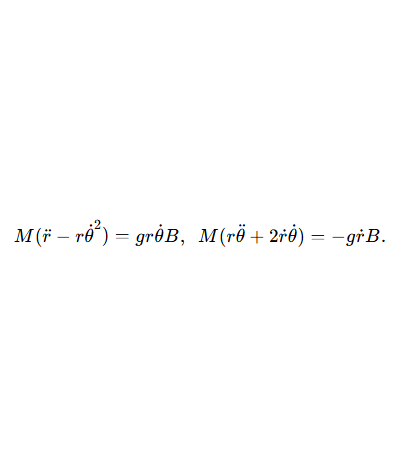 M(r̈ − rθ̇²) = grθ̇B,  M(rθ̈ + 2ṙθ̇) = −gṙB.